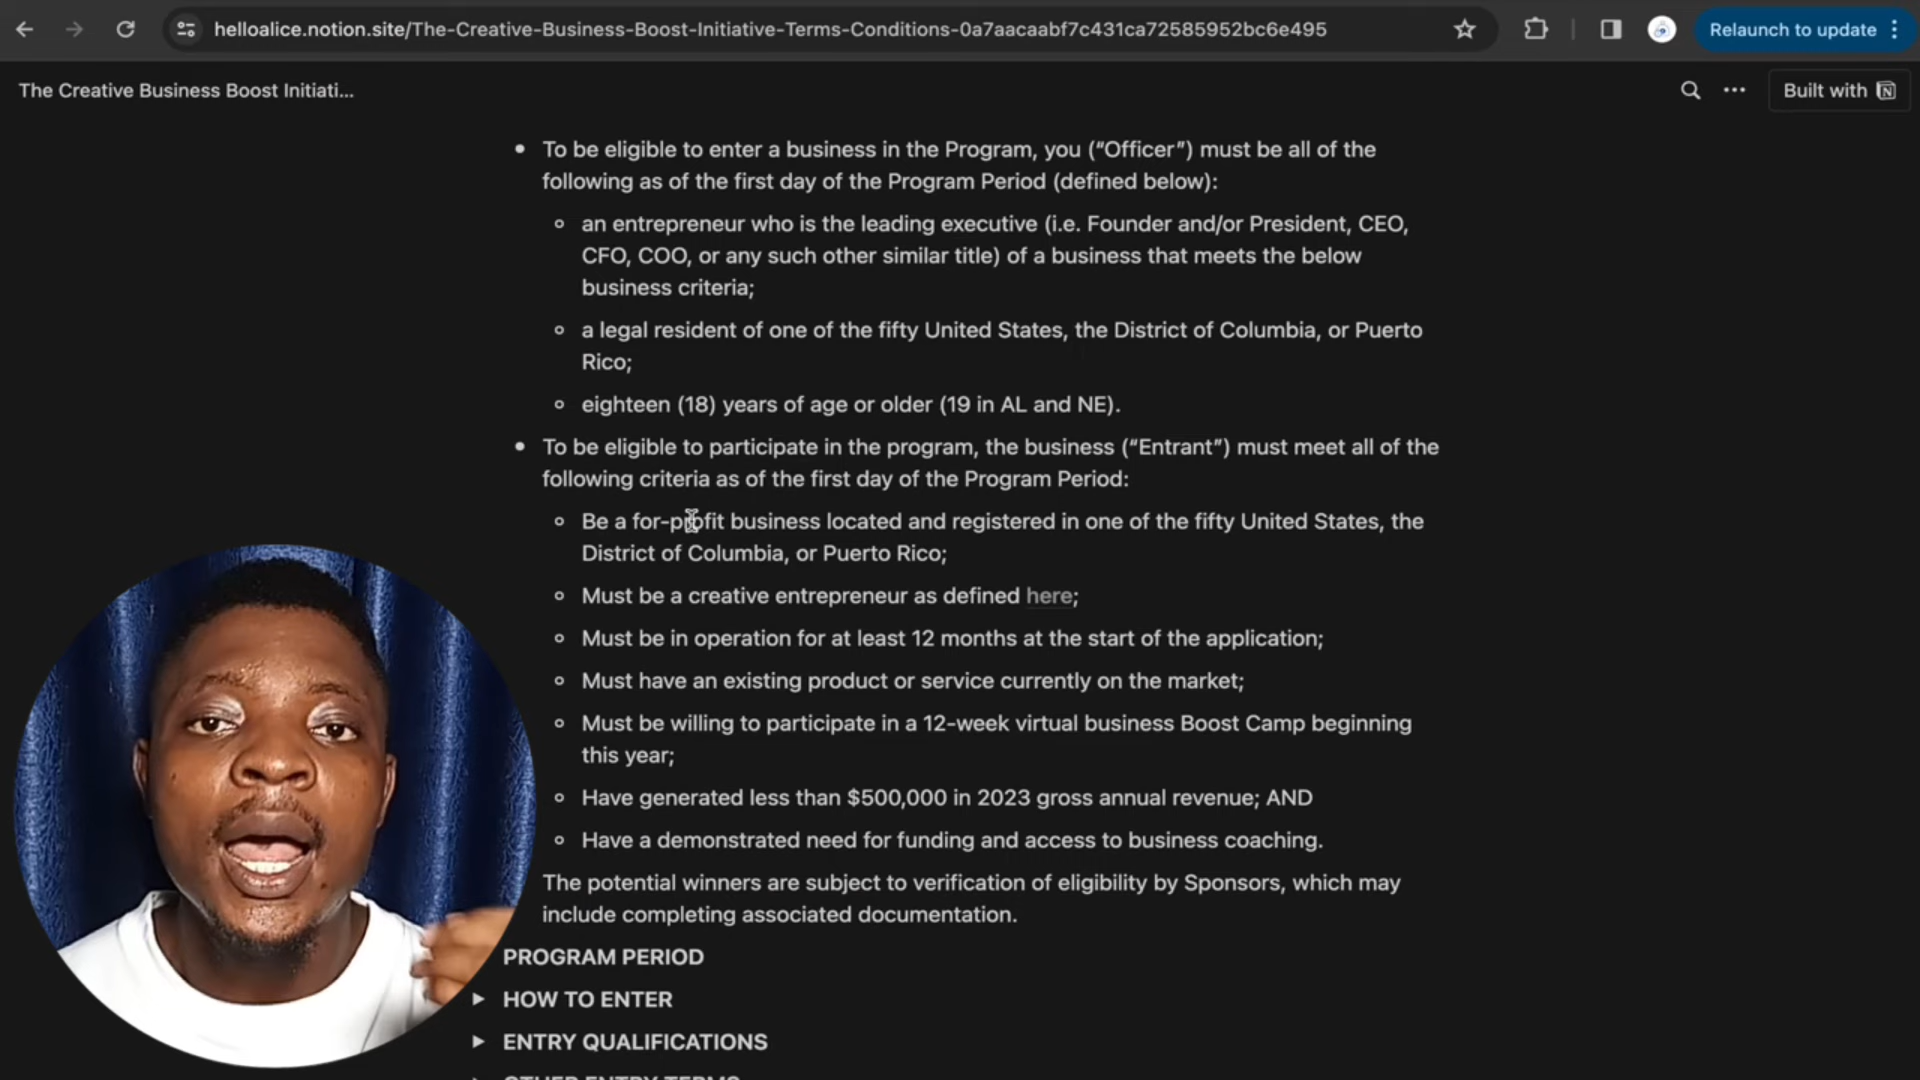 helloalice.notion.site/The-Creative-Business-Boost-Initiative-Terms-Conditions-0a7aacaabf7c431ca72585952bc6e495
Relaunch to update
The Creative Business Boost Initiati...
Built with
To be eligible to enter a business in the Program, you (“Officer”) must be all of the
following as of the first day of the Program Period (defined below):
an entrepreneur who is the leading executive (i.e. Founder and/or President, CEO,
CFO, COO, or any such other similar title) of a business that meets the below
business criteria;
a legal resident of one of the fifty United States, the District of Columbia, or Puerto
Rico;
eighteen (18) years of age or older (19 in AL and NE).
To be eligible to participate in the program, the business (“Entrant”) must meet all of the
following criteria as of the first day of the Program Period:
Be a for-profit business located and registered in one of the fifty United States, the
District of Columbia, or Puerto Rico;
Must be a creative entrepreneur as defined here;
Must be in operation for at least 12 months at the start of the application;
Must have an existing product or service currently on the market;
Must be willing to participate in a 12-week virtual business Boost Camp beginning
this year;
Have generated less than $500,000 in 2023 gross annual revenue; AND
Have a demonstrated need for funding and access to business coaching.
The potential winners are subject to verification of eligibility by Sponsors, which may
include completing associated documentation.
PROGRAM PERIOD
HOW TO ENTER
ENTRY QUALIFICATIONS
OTHER ENTRY TERMS